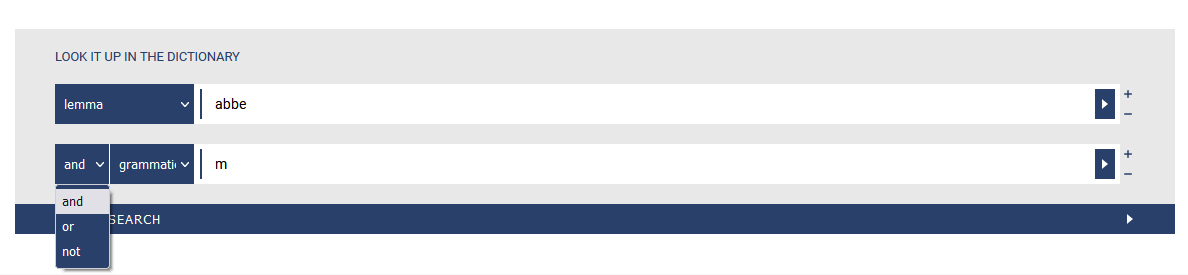 LOOK IT UP IN THE DICTIONARY
lemma abbe + −
and grammati m + −
and
or
not
SEARCH